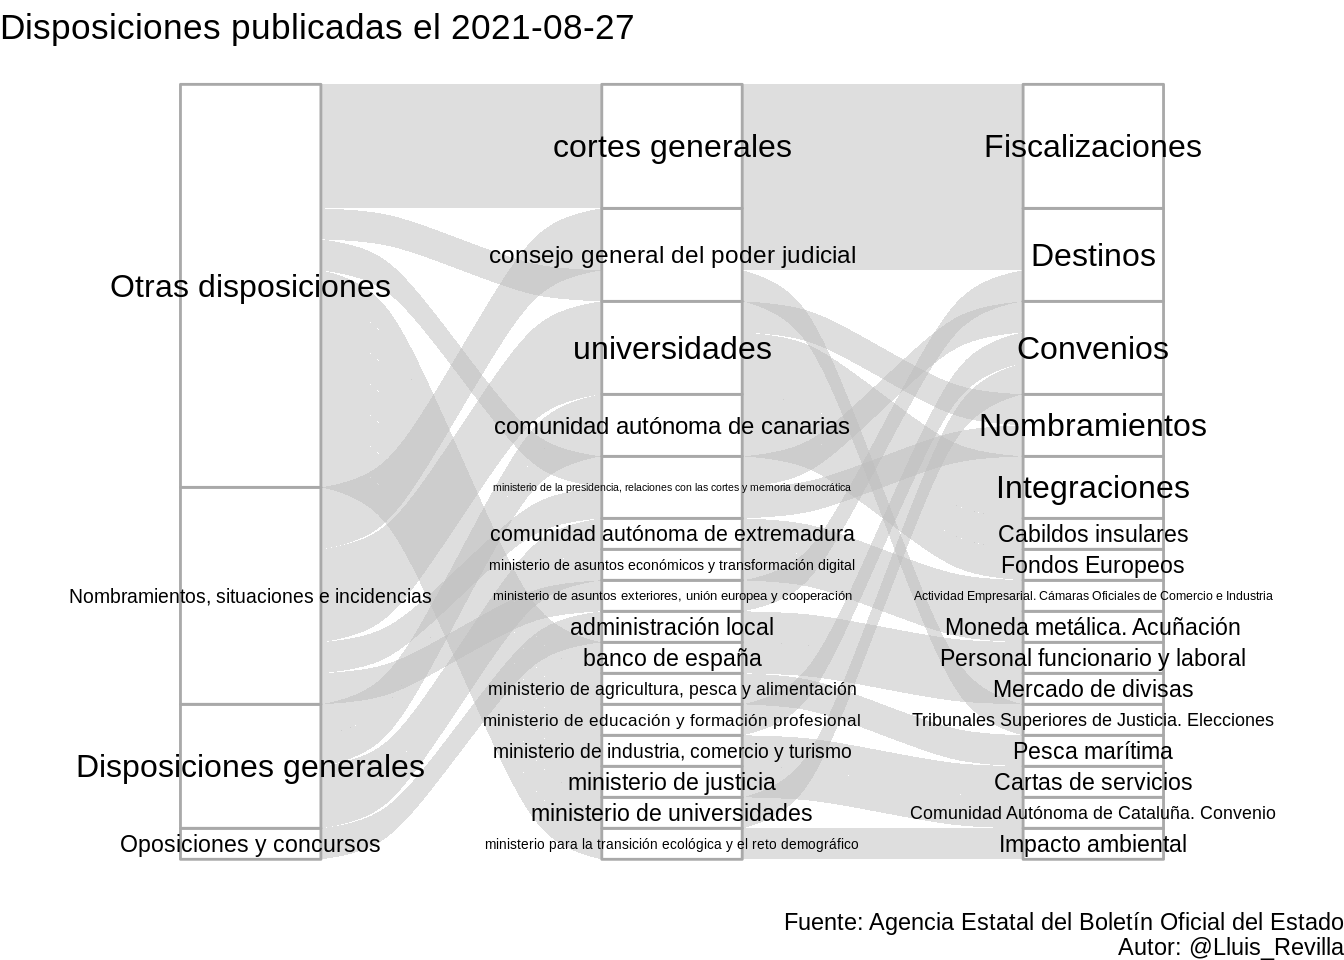 Disposiciones publicadas el 2021-08-27
Otras disposiciones
Nombramientos, situaciones e incidencias
Disposiciones generales
Oposiciones y concursos
cortes generales
consejo general del poder judicial
universidades
comunidad autónoma de canarias
ministerio de la presidencia, relaciones con las cortes y memoria democrática
comunidad autónoma de extremadura
ministerio de asuntos económicos y transformación digital
ministerio de asuntos exteriores, unión europea y cooperación
administración local
banco de españa
ministerio de agricultura, pesca y alimentación
ministerio de educación y formación profesional
ministerio de industria, comercio y turismo
ministerio de justicia
ministerio de universidades
ministerio para la transición ecológica y el reto demográfico
Fiscalizaciones
Destinos
Convenios
Nombramientos
Integraciones
Cabildos insulares
Fondos Europeos
Actividad Empresarial. Cámaras Oficiales de Comercio e Industria
Moneda metálica. Acuñación
Personal funcionario y laboral
Mercado de divisas
Tribunales Superiores de Justicia. Elecciones
Pesca marítima
Cartas de servicios
Comunidad Autónoma de Cataluña. Convenio
Impacto ambiental
Fuente: Agencia Estatal del Boletín Oficial del Estado
Autor: @Lluis_Revilla